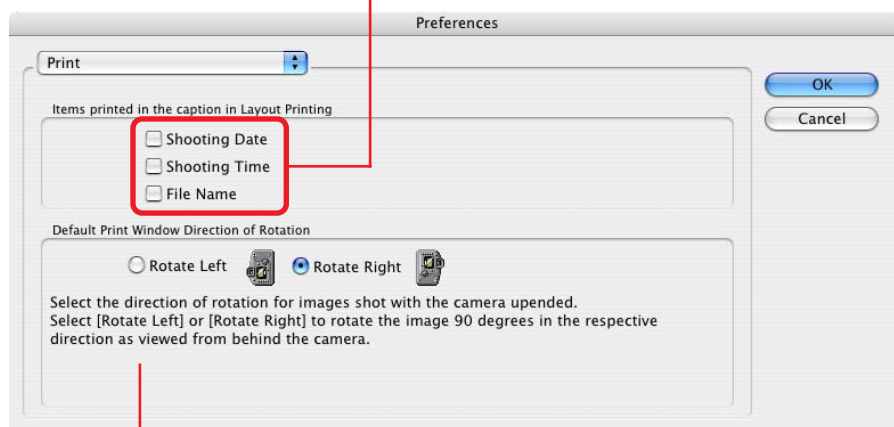 Preferences
Print
OK
Items printed in the caption in Layout Printing
Cancel
Shooting Date
Shooting Time
File Name
Default Print Window Direction of Rotation
Rotate Left Rotate Right
Select the direction of rotation for images shot with the camera upended.
Select [Rotate Left] or [Rotate Right] to rotate the image 90 degrees in the respective
direction as viewed from behind the camera.